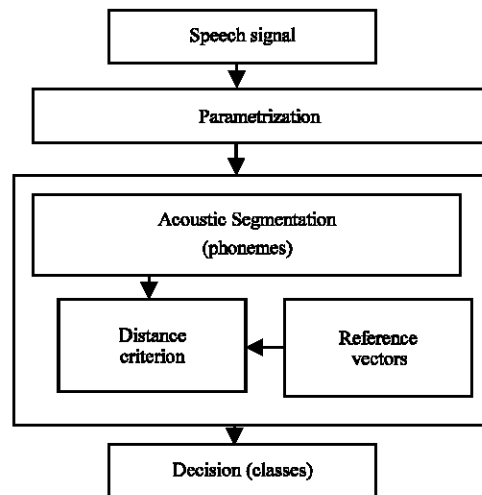 Speech signal
Parametrization
Acoustic Segmentation
(phonemes)
Distance
criterion
Reference
vectors
Decision (classes)